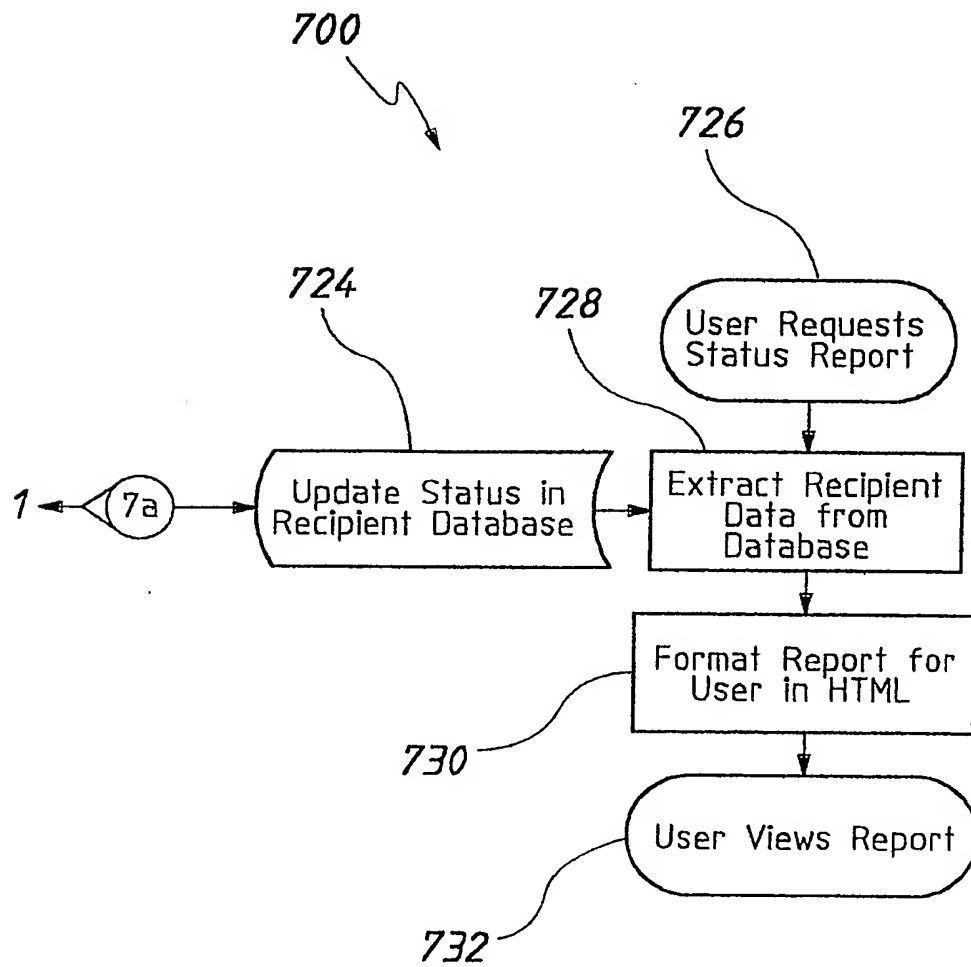 700
726
724
728
User Requests
Status Report
1
7a
Update Status in
Recipient Database
Extract Recipient
Data from
Database
Format Report for
User in HTML
730
User Views Report
732